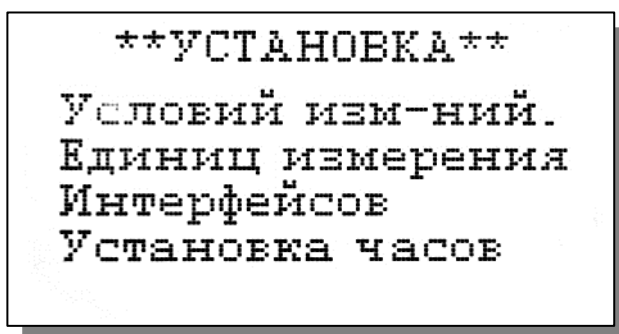 **УСТАНОВКА**
Условий изм-ний.
Единиц измерения
Интерфейсов
Установка часов